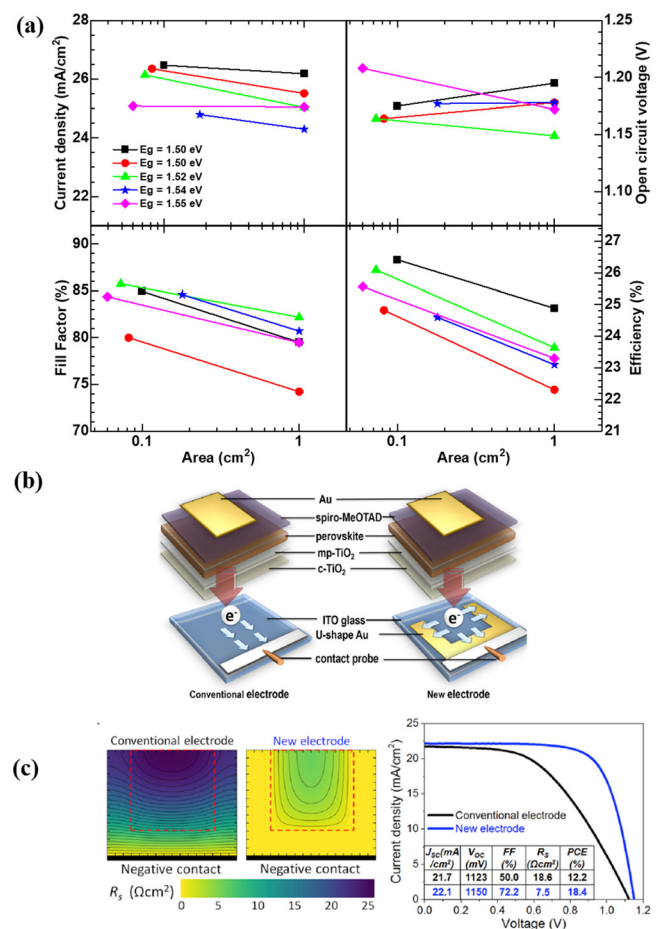 (a)
28
26
24
22
Current density (mA/cm²)
Eg = 1.50 eV
Eg = 1.50 eV
Eg = 1.52 eV
Eg = 1.54 eV
Eg = 1.55 eV
1.25
1.20
1.15
1.10
Open circuit voltage (V)
90
85
80
75
70
Fill Factor (%)
26
25
24
23
22
21
Efficiency (%)
0.1
1
0.1
1
Area (cm²)
Area (cm²)
(b)
Au
spiro-MeOTAD
perovskite
mp-TiO₂
c-TiO₂
e⁻
e⁻
ITO glass
U-shape Au
contact probe
Conventional electrode
New electrode
(c)
Conventional electrode
New electrode
Negative contact
Negative contact
Rₛ (Ωcm²)
0 5 10 15 20 25
Current density (mA/cm²)
25
20
15
10
5
0
Conventional electrode
New electrode
J_SC(mA/cm²) V_OC (mV) FF (%) R_S (Ωcm²) PCE (%)
21.7 1123 50.0 18.6 12.2
22.1 1150 72.2 7.5 18.4
0.0 0.2 0.4 0.6 0.8 1.0 1.2
Voltage (V)